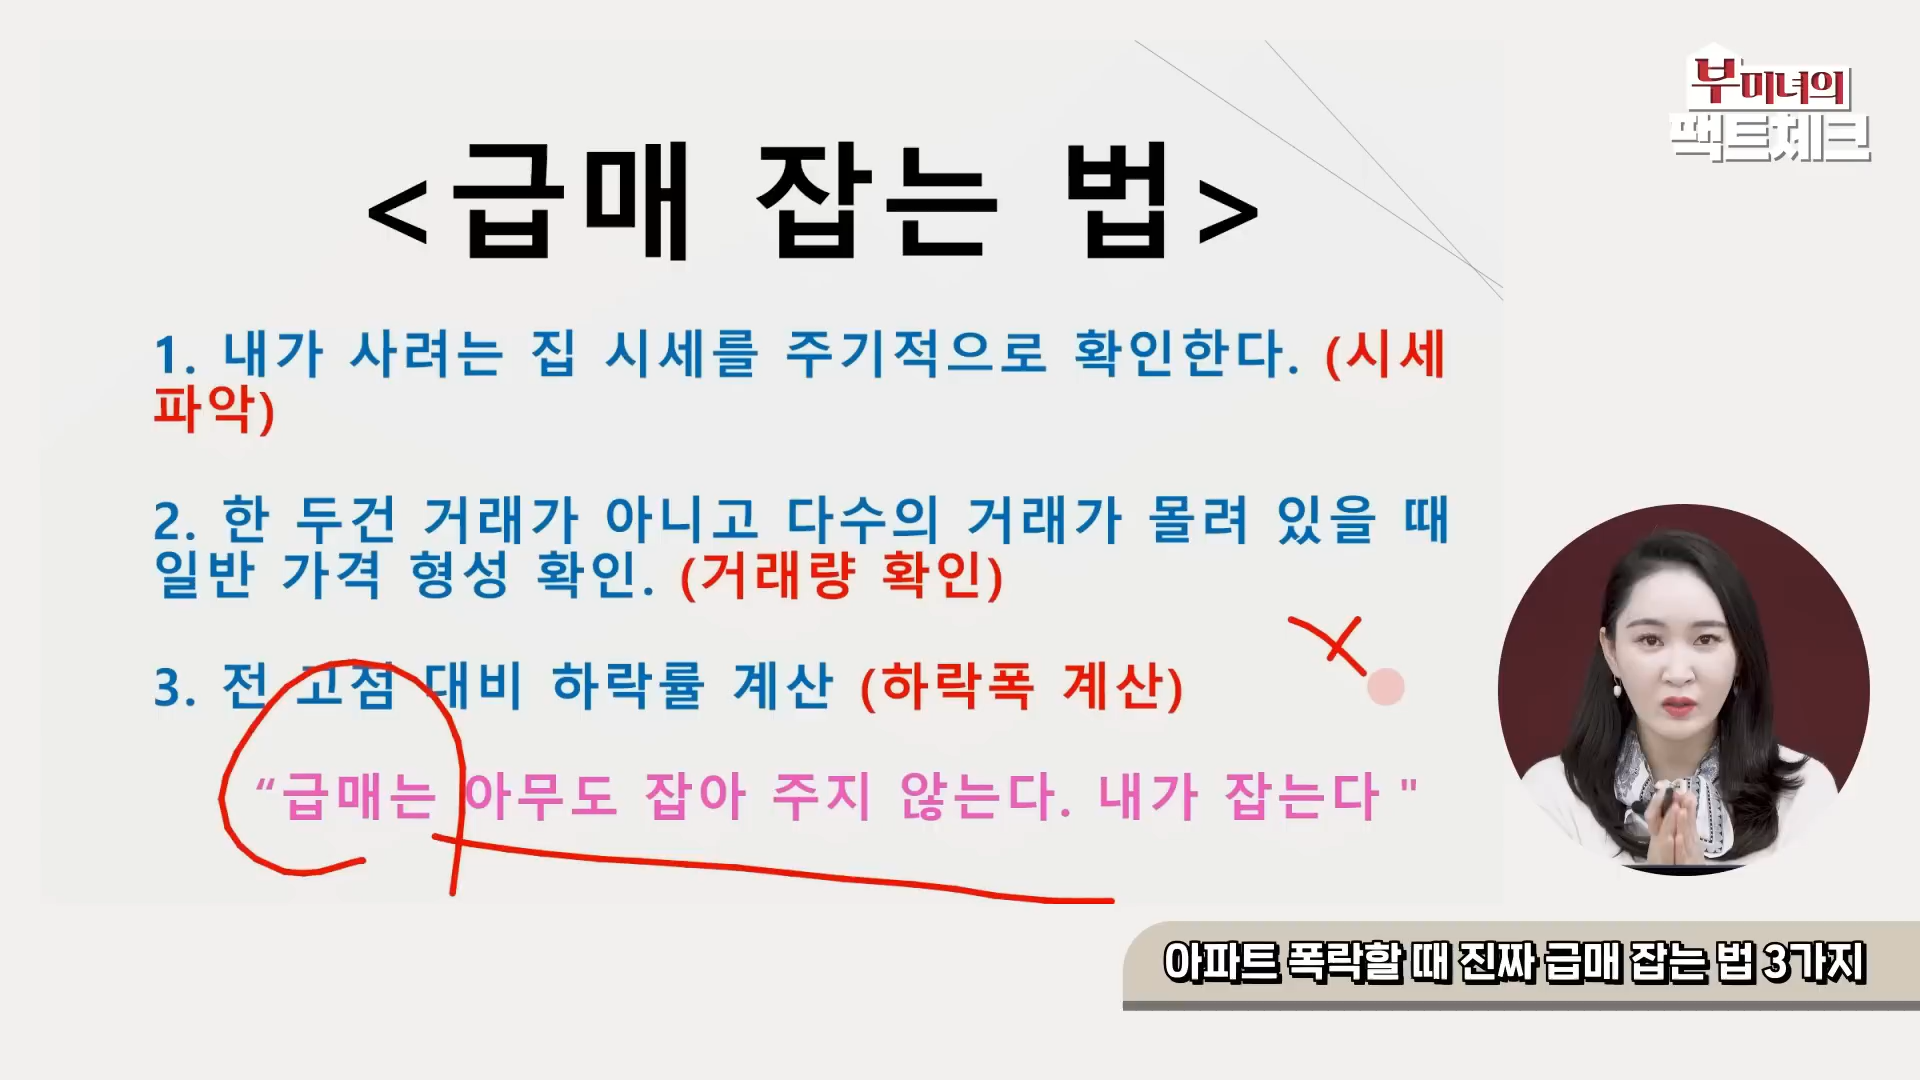 부미녀의
팩트체크
<급매 잡는 법>
1. 내가 사려는 집 시세를 주기적으로 확인한다. (시세
파악)
2. 한 두건 거래가 아니고 다수의 거래가 몰려 있을 때
일반 가격 형성 확인. (거래량 확인)
3. 전 고점 대비 하락률 계산 (하락폭 계산)
“급매는 아무도 잡아 주지 않는다. 내가 잡는다 "
아파트 폭락할 때 진짜 급매 잡는 법 3가지